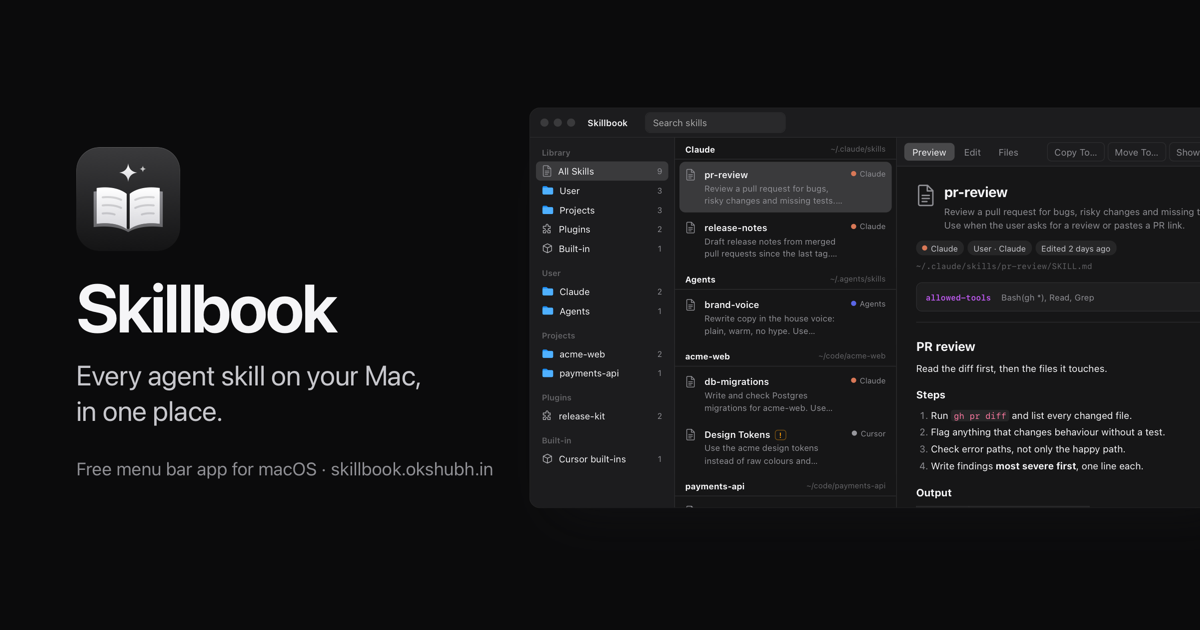 Skillbook
Every agent skill on your Mac,
in one place.
Free menu bar app for macOS · skillbook.okshubh.in
Skillbook
Search skills
Library
All Skills 9
User 3
Projects 3
Plugins 2
Built-in 1
User
Claude 2
Agents 1
Projects
acme-web 2
payments-api 1
Plugins
release-kit 2
Built-in
Cursor built-ins 1
Claude ~/.claude/skills
pr-review Claude
Review a pull request for bugs,
risky changes and missing tests....
release-notes Claude
Draft release notes from merged
pull requests since the last tag....
Agents ~/.agents/skills
brand-voice Agents
Rewrite copy in the house voice:
plain, warm, no hype. Use...
acme-web ~/code/acme-web
db-migrations Claude
Write and check Postgres
migrations for acme-web. Use...
Design Tokens ! Cursor
Use the acme design tokens
instead of raw colours and...
payments-api ~/code/payments-api
Preview Edit Files Copy To... Move To... Show
pr-review
Review a pull request for bugs, risky changes and missing t
Use when the user asks for a review or pastes a PR link.
Claude User · Claude Edited 2 days ago
~/.claude/skills/pr-review/SKILL.md
allowed-tools Bash(gh *), Read, Grep
PR review
Read the diff first, then the files it touches.
Steps
1. Run gh pr diff and list every changed file.
2. Flag anything that changes behaviour without a test.
3. Check error paths, not only the happy path.
4. Write findings most severe first, one line each.
Output